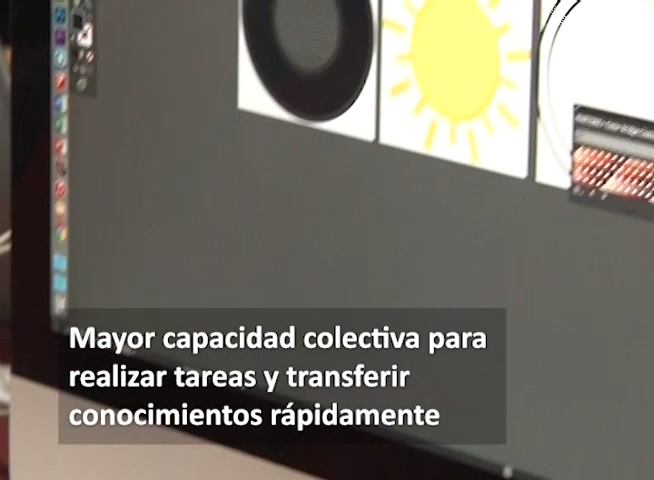 Mayor capacidad colectiva para
realizar tareas y transferir
conocimientos rápidamente